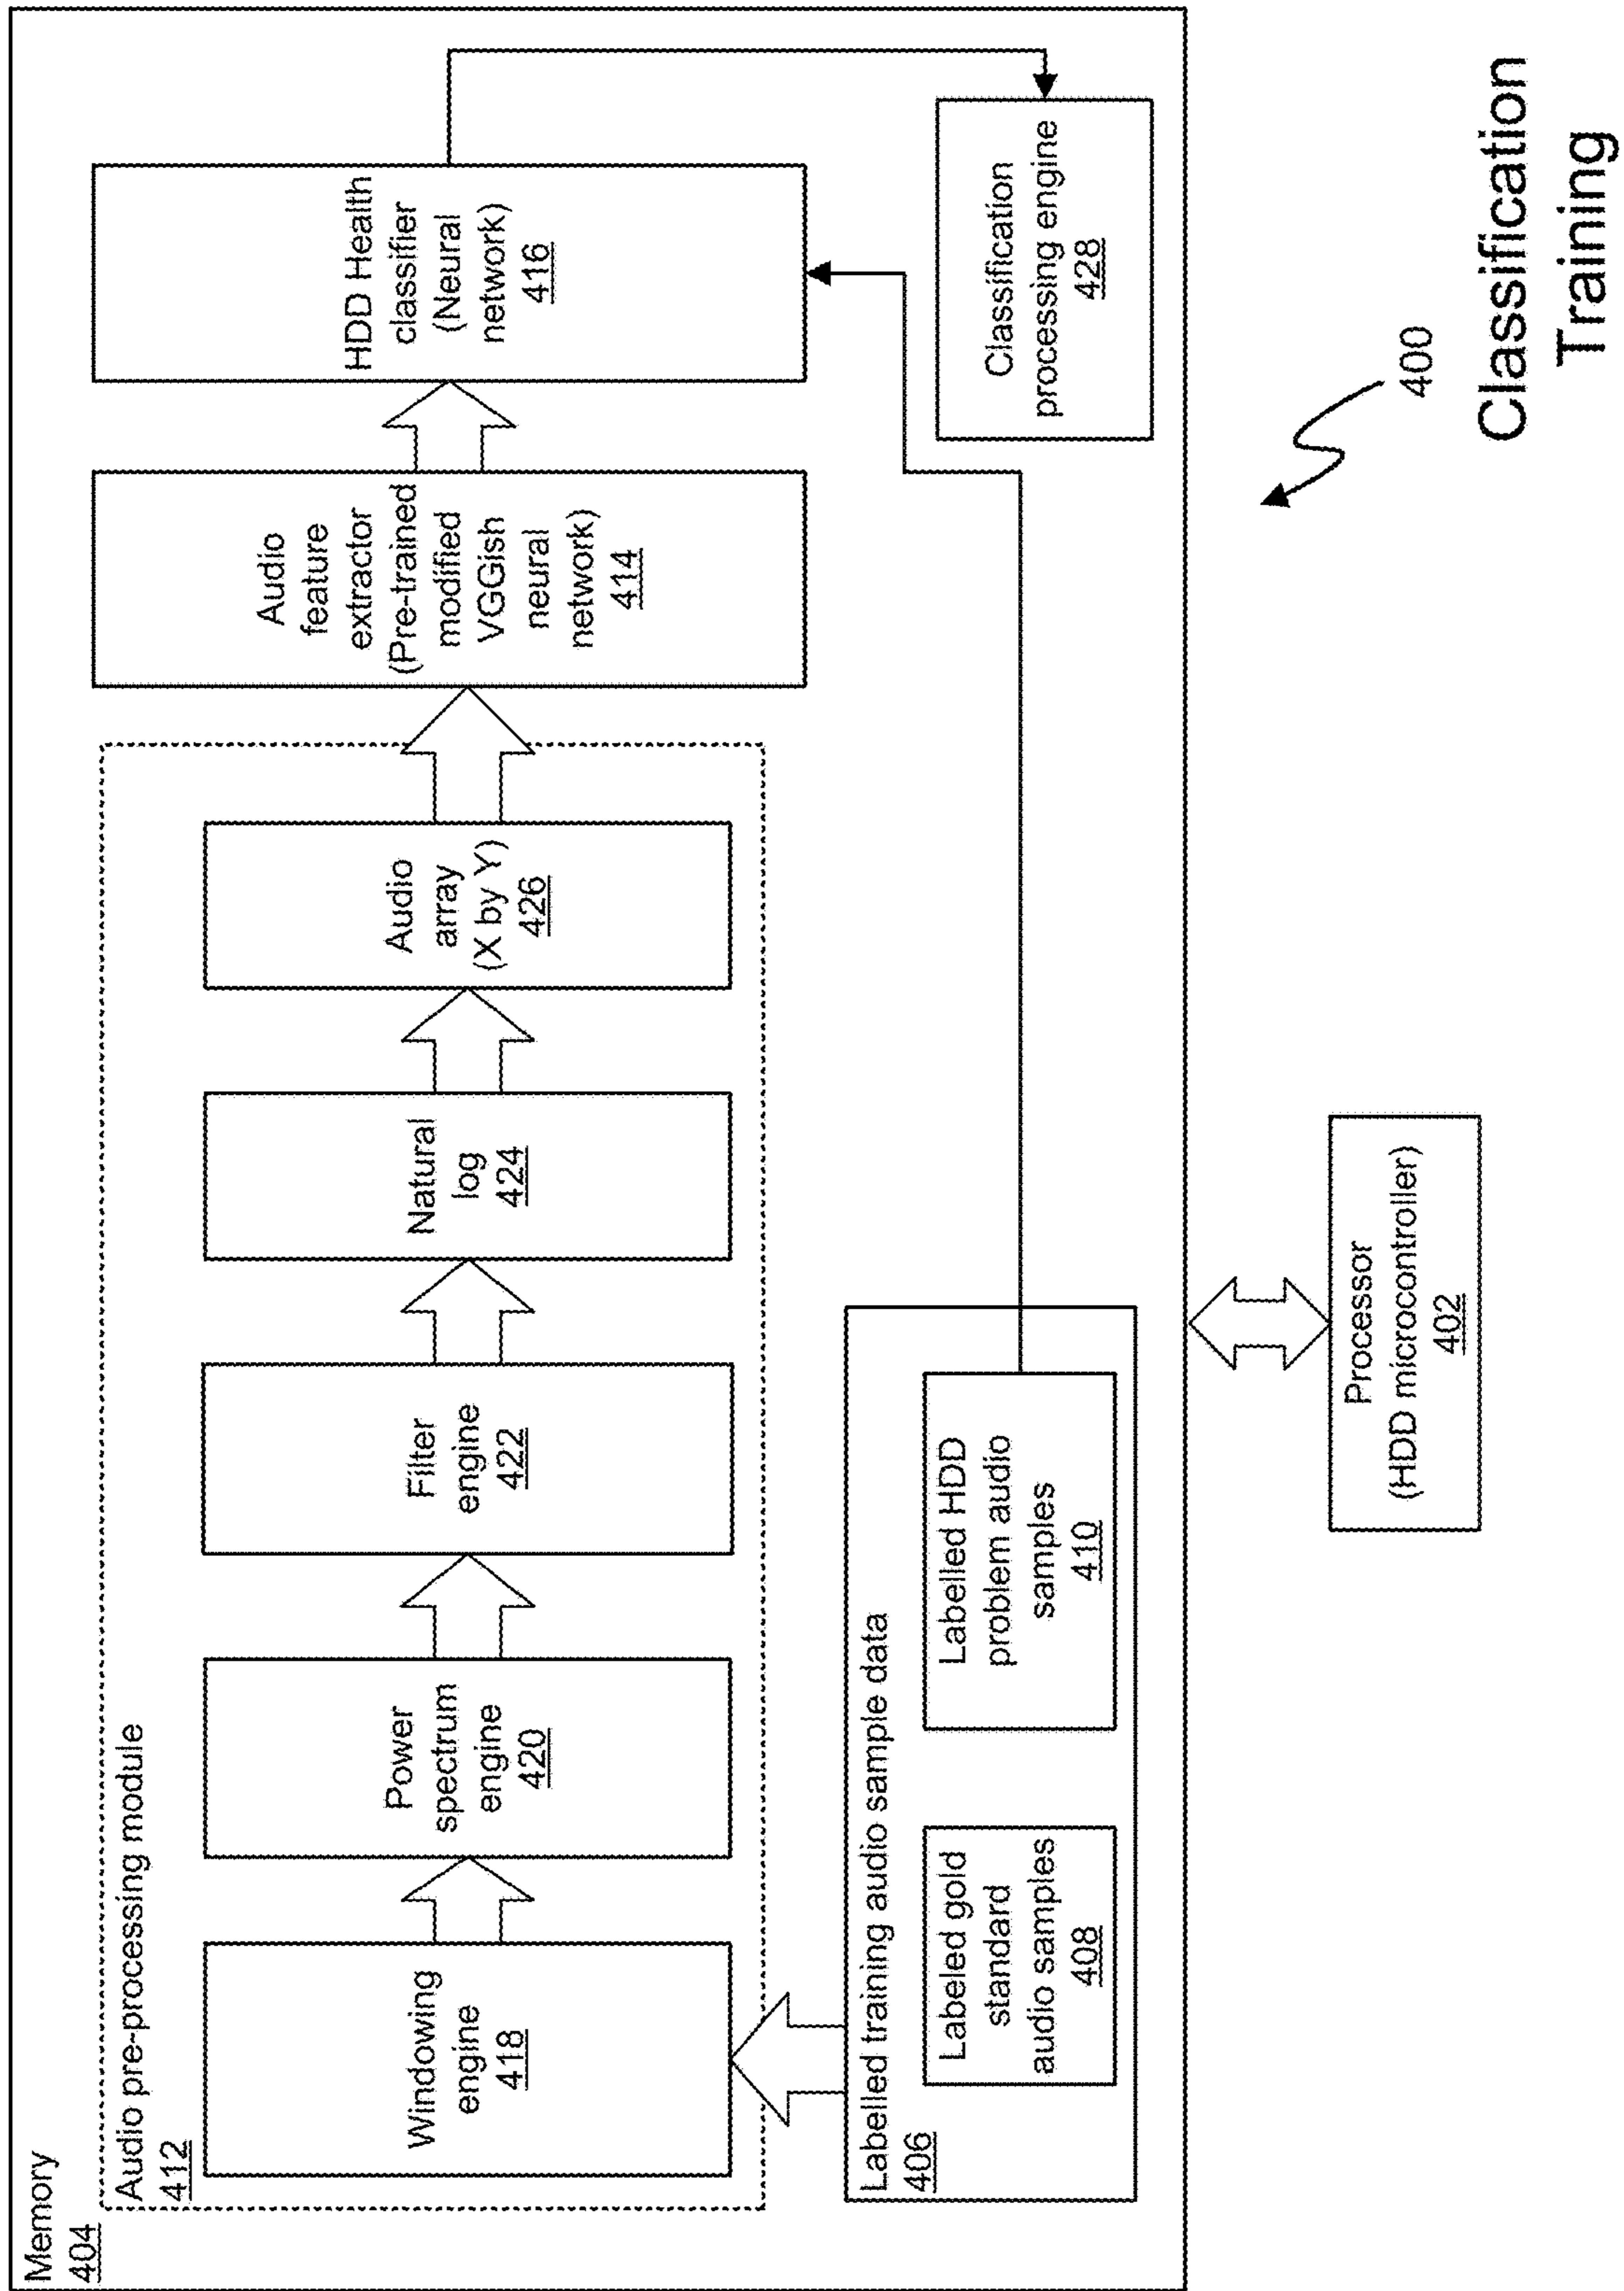 Memory
404
Audio pre-processing module
412
Windowing
engine
418
Power
spectrum
engine
420
Filter
engine
422
Natural
log
424
Audio
array
(X by Y)
426
Audio
feature
extractor
(Pre-trained
modified
VGGish
neural
network)
414
HDD Health
classifier
(Neural
network)
416
Labelled training audio sample data
406
Labeled gold
standard
audio samples
408
Labelled HDD
problem audio
samples
410
Classification
processing engine
428
Processor
(HDD microcontroller)
402
400
Classification
Training